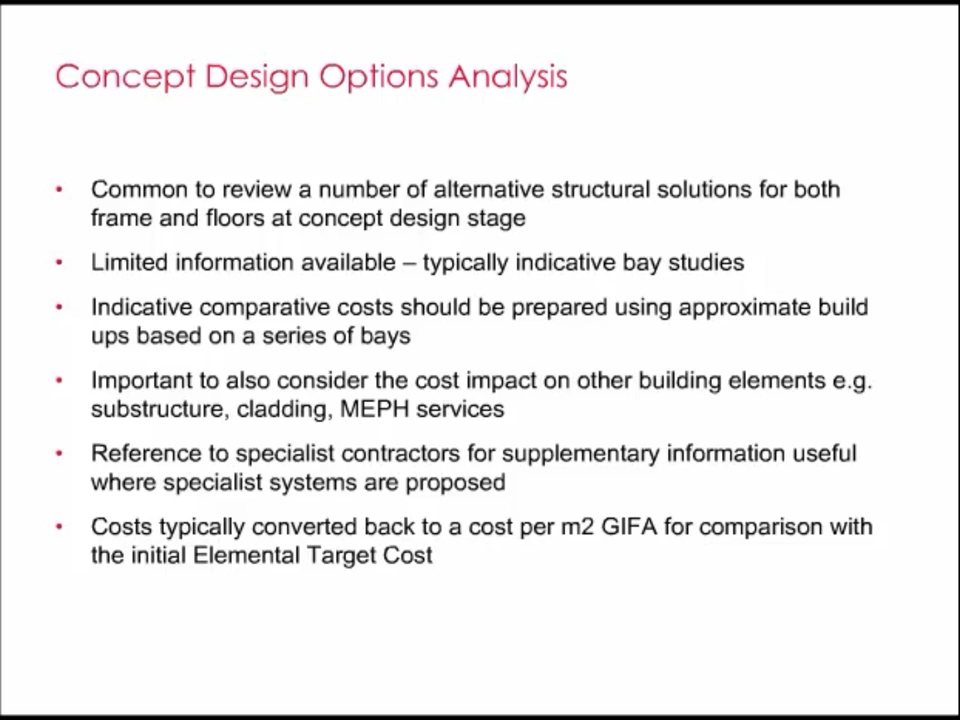 Concept Design Options Analysis
• Common to review a number of alternative structural solutions for both
frame and floors at concept design stage
• Limited information available – typically indicative bay studies
• Indicative comparative costs should be prepared using approximate build
ups based on a series of bays
• Important to also consider the cost impact on other building elements e.g.
substructure, cladding, MEPH services
• Reference to specialist contractors for supplementary information useful
where specialist systems are proposed
• Costs typically converted back to a cost per m2 GIFA for comparison with
the initial Elemental Target Cost